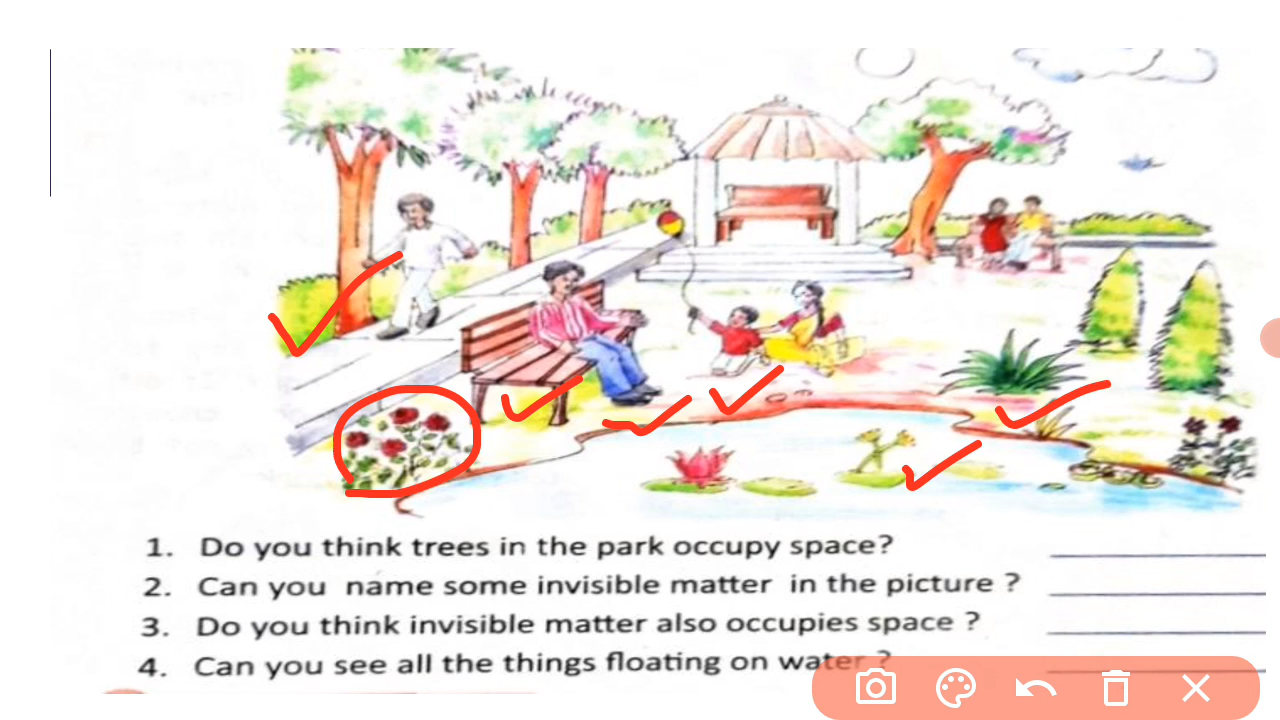 1. Do you think trees in the park occupy space?
2. Can you name some invisible matter in the picture ?
3. Do you think invisible matter also occupies space ?
4. Can you see all the things floating on water ?